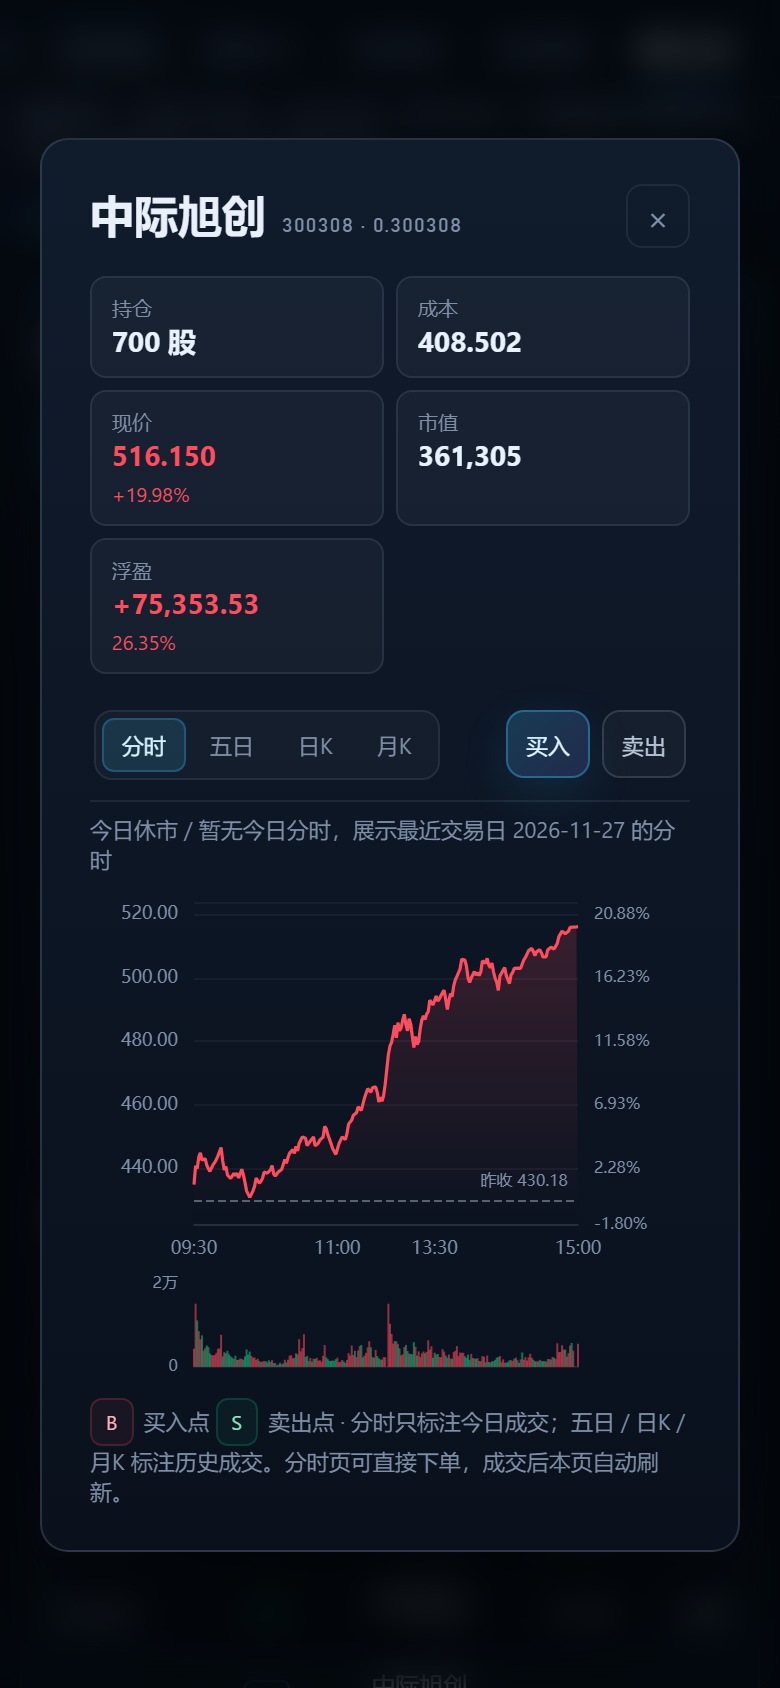 中际旭创 300308 · 0.300308 ×
持仓
700 股
成本
408.502
现价
516.150
+19.98%
市值
361,305
浮盈
+75,353.53
26.35%
分时 五日 日K 月K 买入 卖出
今日休市 / 暂无今日分时，展示最近交易日 2026-11-27 的分
时
520.00 20.88%
500.00 16.23%
480.00 11.58%
460.00 6.93%
440.00 2.28%
昨收 430.18
-1.80%
09:30 11:00 13:30 15:00
2万
0
B 买入点 S 卖出点 · 分时只标注今日成交；五日 / 日K /
月K 标注历史成交。分时页可直接下单，成交后本页自动刷
新。
中际旭创